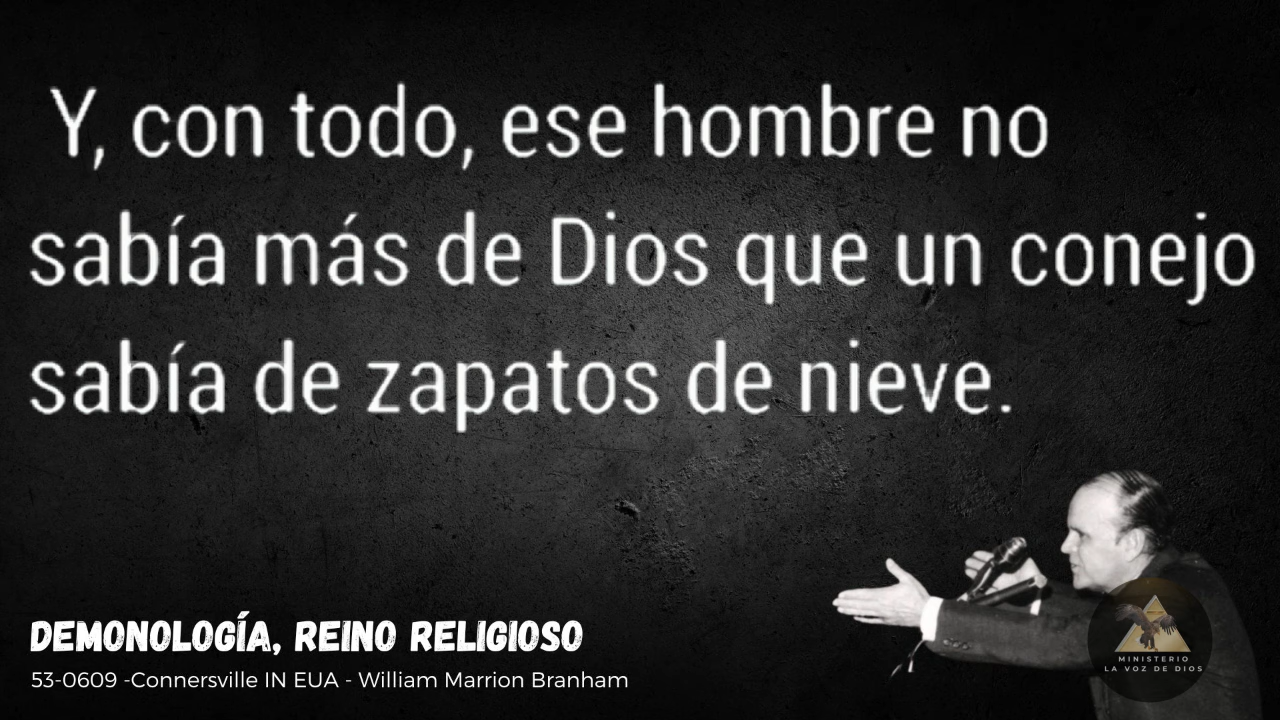 Y, con todo, ese hombre no
sabía más de Dios que un conejo
sabía de zapatos de nieve.
DEMONOLOGÍA, REINO RELIGIOSO
53-0609 -Connersville IN EUA - William Marrion Branham
MINISTERIO
LA VOZ DE DIOS